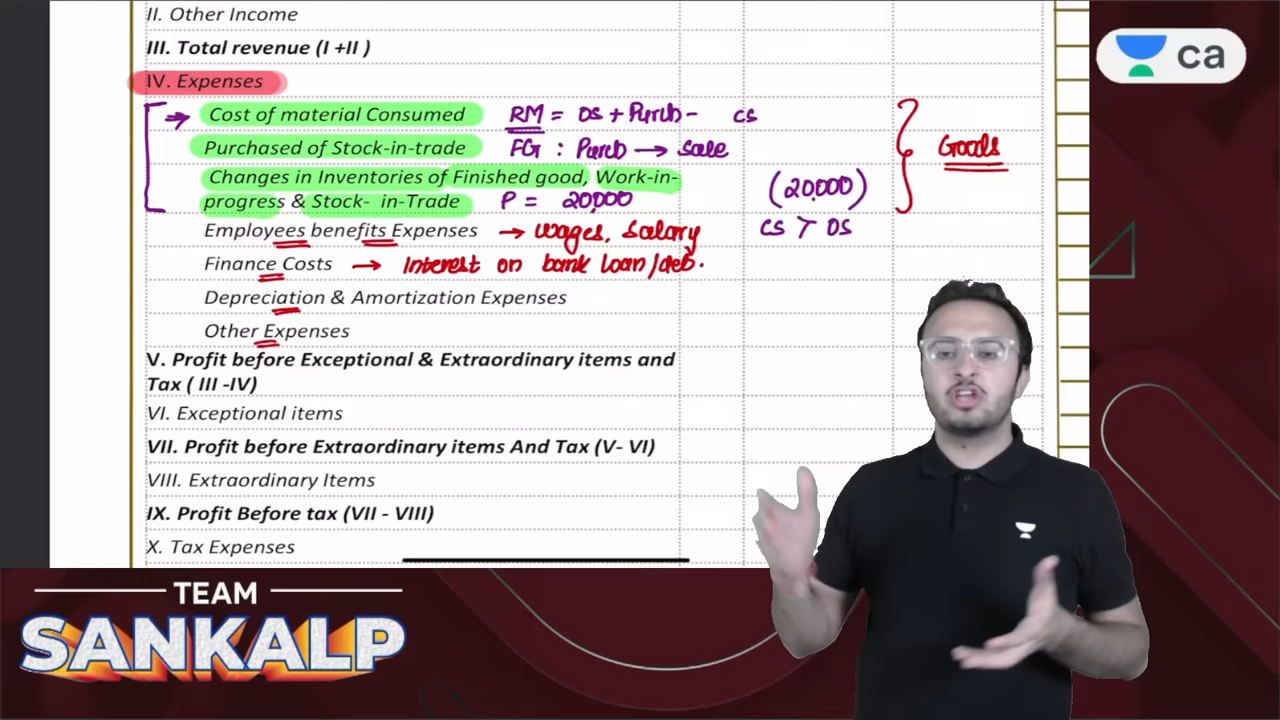 II. Other Income
III. Total revenue (I +II )
IV. Expenses
Cost of material Consumed RM = OS + Purch - CS
Purchased of Stock-in-trade FG : Purch → Sale
Goods
Changes in Inventories of Finished good, Work-in-
progress & Stock- in-Trade P = 20,000 (20,000)
Employees benefits Expenses → wages, Salary CS > OS
Finance Costs → Interest on bank loan/deb.
Depreciation & Amortization Expenses
Other Expenses
V. Profit before Exceptional & Extraordinary items and
Tax ( III -IV)
VI. Exceptional items
VII. Profit before Extraordinary items And Tax (V- VI)
VIII. Extraordinary Items
IX. Profit Before tax (VII - VIII)
X. Tax Expenses
ca
TEAM
SANKALP